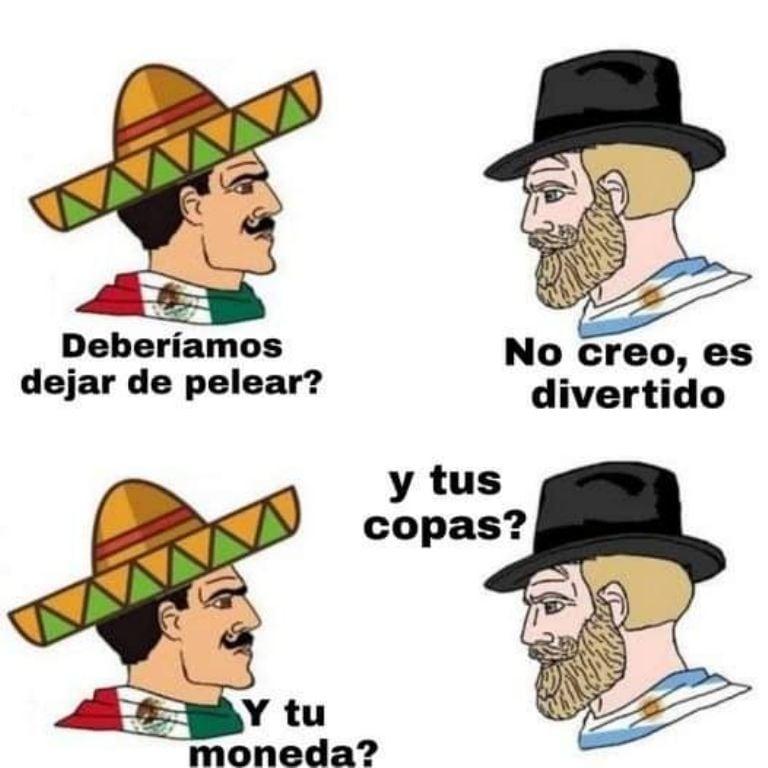 Deberíamos
dejar de pelear?
No creo, es
divertido
y tus
copas?
Y tu
moneda?